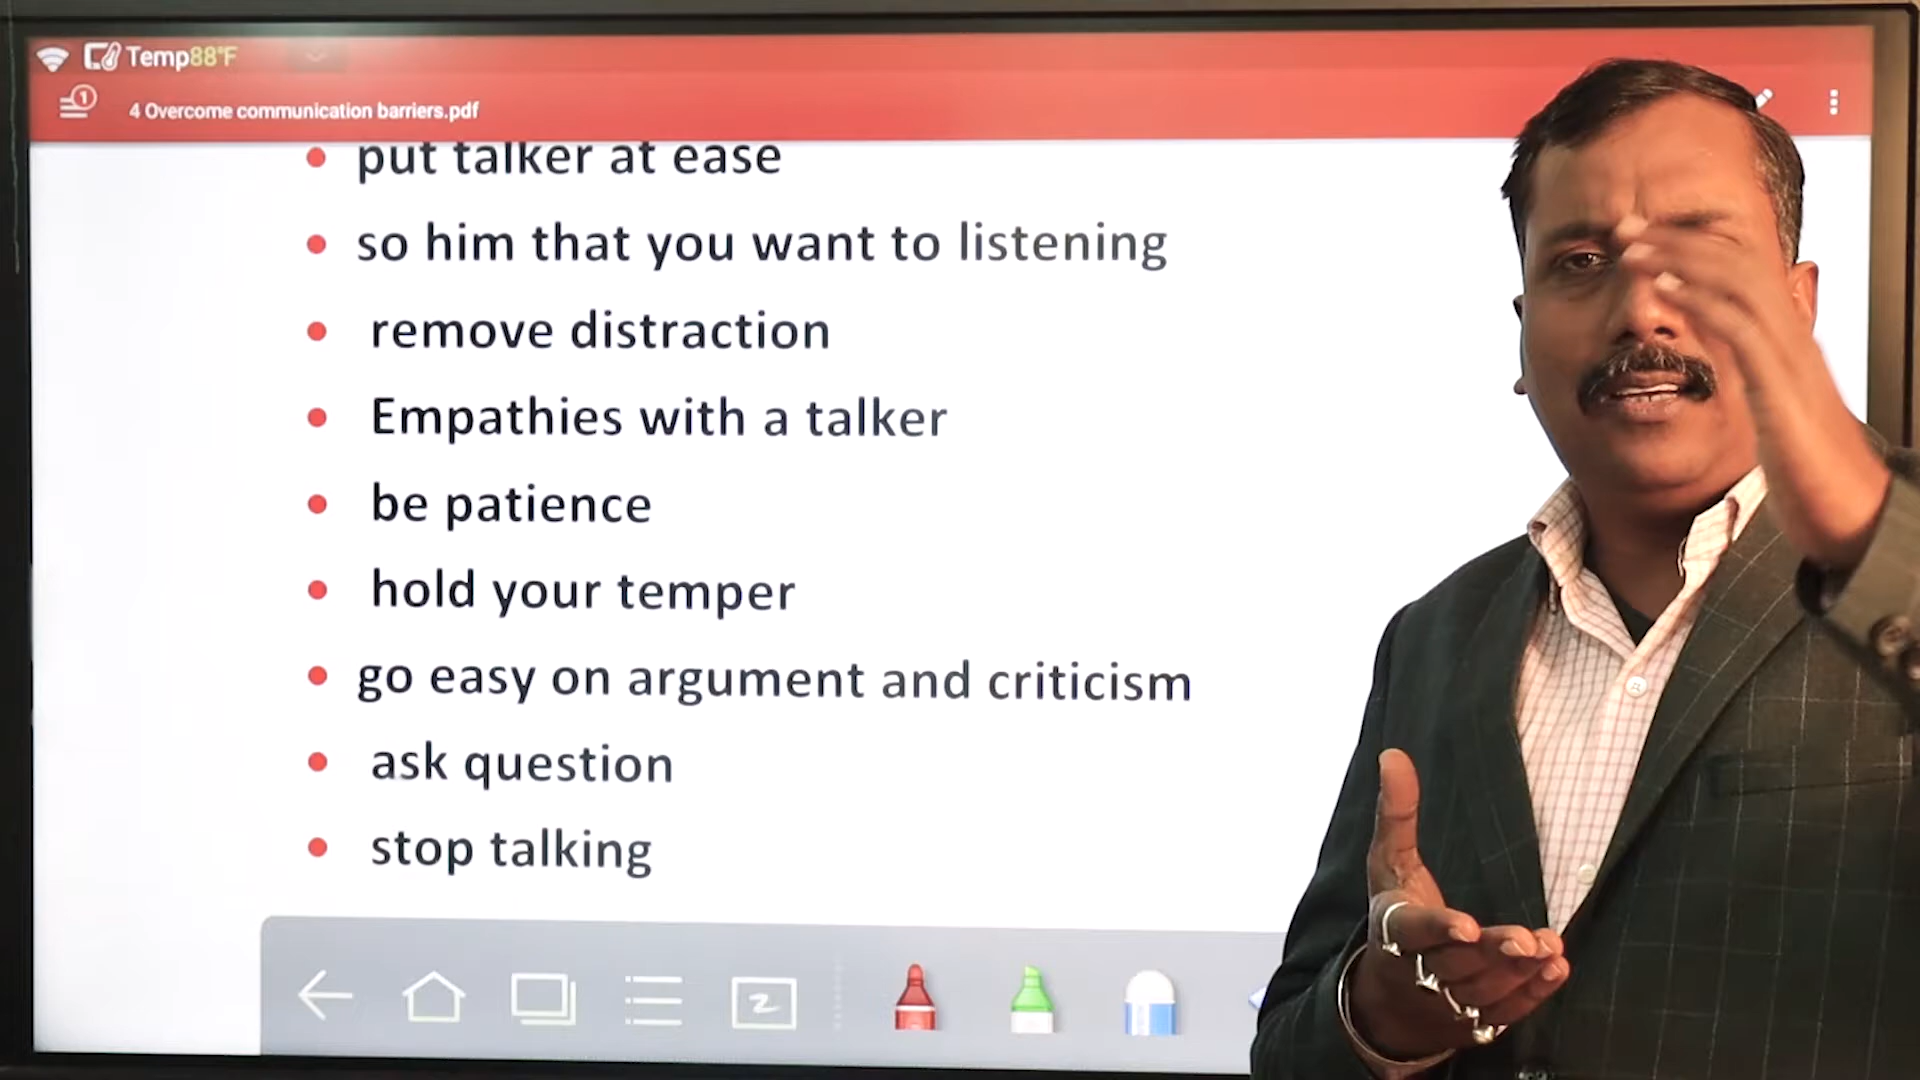 Temp88°F
1
4 Overcome communication barriers.pdf
put talker at ease
so him that you want to listening
remove distraction
Empathies with a talker
be patience
hold your temper
go easy on argument and criticism
ask question
stop talking